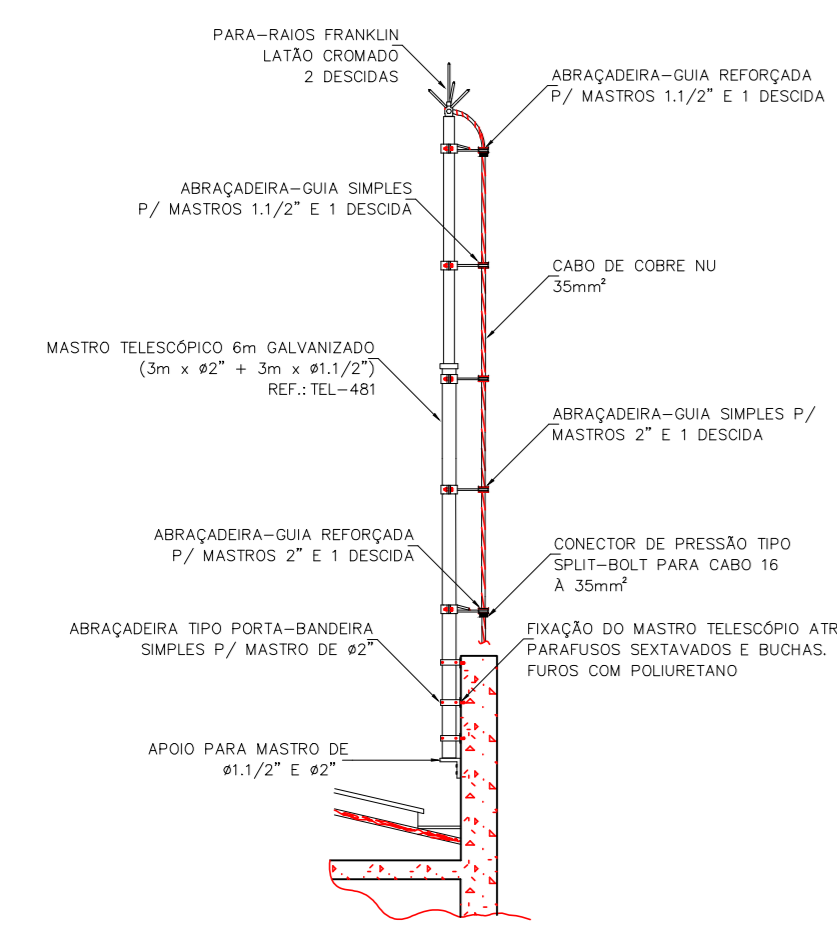 PARA-RAIOS FRANKLIN
LATÃO CROMADO
2 DESCIDAS
ABRAÇADEIRA-GUIA REFORÇADA
P/ MASTROS 1.1/2" E 1 DESCIDA
ABRAÇADEIRA-GUIA SIMPLES
P/ MASTROS 1.1/2" E 1 DESCIDA
CABO DE COBRE NU
35mm²
MASTRO TELESCÓPICO 6m GALVANIZADO
(3m x ø2" + 3m x ø1.1/2")
REF.: TEL-481
ABRAÇADEIRA-GUIA SIMPLES P/
MASTROS 2" E 1 DESCIDA
ABRAÇADEIRA-GUIA REFORÇADA
P/ MASTROS 2" E 1 DESCIDA
CONECTOR DE PRESSÃO TIPO
SPLIT-BOLT PARA CABO 16
À 35mm²
ABRAÇADEIRA TIPO PORTA-BANDEIRA
SIMPLES P/ MASTRO DE ø2"
FIXAÇÃO DO MASTRO TELESCÓPIO ATR
PARAFUSOS SEXTAVADOS E BUCHAS.
FUROS COM POLIURETANO
APOIO PARA MASTRO DE
ø1.1/2" E ø2"